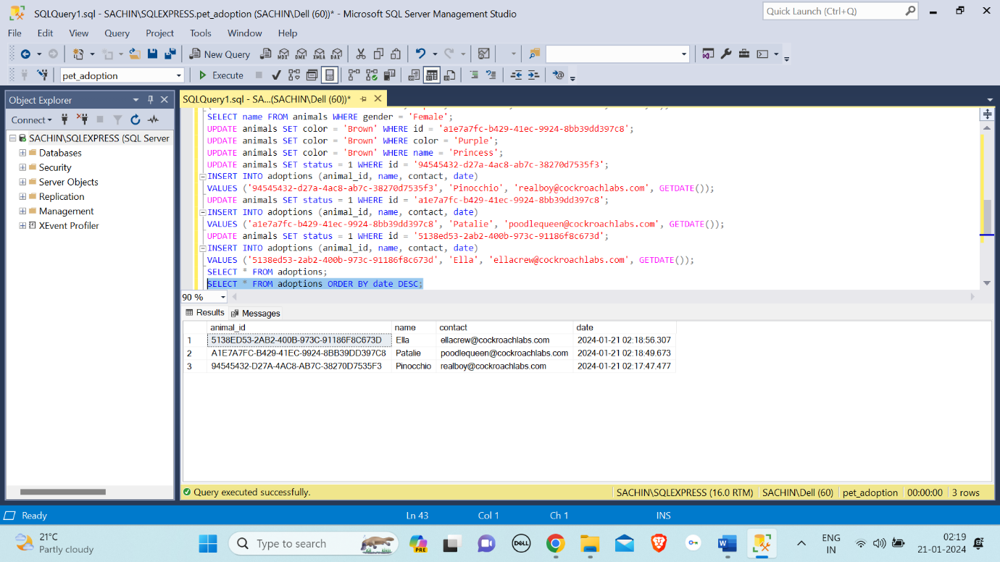 SQLQuery1.sql - SACHIN\SQLEXPRESS.pet_adoption (SACHIN\Dell (60))* - Microsoft SQL Server Management Studio
Quick Launch (Ctrl+Q)
File Edit View Query Project Tools Window Help
New Query MDX DMX XMLA DAX
pet_adoption Execute
Object Explorer
SQLQuery1.sql - SA...(SACHIN\Dell (60))*
Connect
SACHIN\SQLEXPRESS (SQL Server
Databases
Security
Server Objects
Replication
Management
XEvent Profiler
SELECT name FROM animals WHERE gender = 'Female';
UPDATE animals SET color = 'Brown' WHERE id = 'a1e7a7fc-b429-41ec-9924-8bb39dd397c8';
UPDATE animals SET color = 'Brown' WHERE color = 'Purple';
UPDATE animals SET color = 'Brown' WHERE name = 'Princess';
UPDATE animals SET status = 1 WHERE id = '94545432-d27a-4ac8-ab7c-38270d7535f3';
INSERT INTO adoptions (animal_id, name, contact, date)
VALUES ('94545432-d27a-4ac8-ab7c-38270d7535f3', 'Pinocchio', 'realboy@cockroachlabs.com', GETDATE());
UPDATE animals SET status = 1 WHERE id = 'a1e7a7fc-b429-41ec-9924-8bb39dd397c8';
INSERT INTO adoptions (animal_id, name, contact, date)
VALUES ('a1e7a7fc-b429-41ec-9924-8bb39dd397c8', 'Patalie', 'poodlequeen@cockroachlabs.com', GETDATE());
UPDATE animals SET status = 1 WHERE id = '5138ed53-2ab2-400b-973c-91186f8c673d';
INSERT INTO adoptions (animal_id, name, contact, date)
VALUES ('5138ed53-2ab2-400b-973c-91186f8c673d', 'Ella', 'ellacrew@cockroachlabs.com', GETDATE());
SELECT * FROM adoptions;
SELECT * FROM adoptions ORDER BY date DESC;
90 %
Results Messages
animal_id name contact date
1 5138ED53-2AB2-400B-973C-91186F8C673D Ella ellacrew@cockroachlabs.com 2024-01-21 02:18:56.307
2 A1E7A7FC-B429-41EC-9924-8BB39DD397C8 Patalie poodlequeen@cockroachlabs.com 2024-01-21 02:18:49.673
3 94545432-D27A-4AC8-AB7C-38270D7535F3 Pinocchio realboy@cockroachlabs.com 2024-01-21 02:17:47.477
Query executed successfully. SACHIN\SQLEXPRESS (16.0 RTM) SACHIN\Dell (60) pet_adoption 00:00:00 3 rows
Ready Ln 43 Col 1 Ch 1 INS
21°C
Partly cloudy
Type to search
PRE
DELL
ENG
IN
02:19
21-01-2024